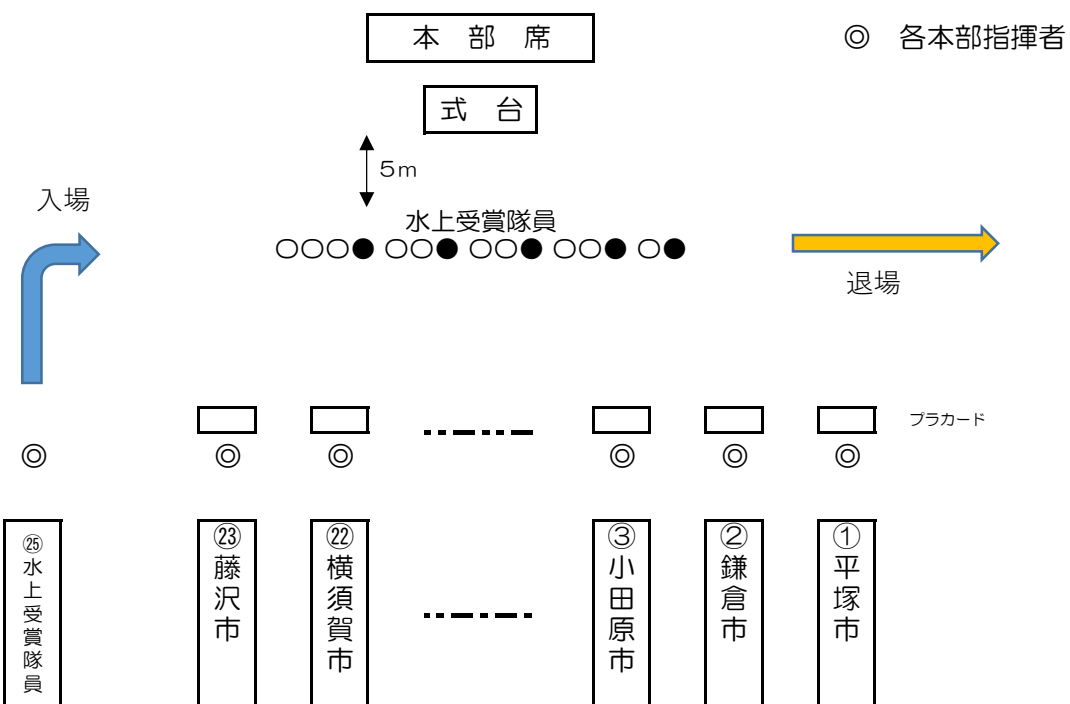 本 部 席
◎ 各本部指揮者
式 台
5m
入場
水上受賞隊員
○○○● ○○● ○○● ○○● ○●
退場
プラカード
◎ ◎ ◎ ◎ ◎ ◎
㉕水上受賞隊員
㉓藤沢市
㉒横須賀市
③小田原市
②鎌倉市
①平塚市